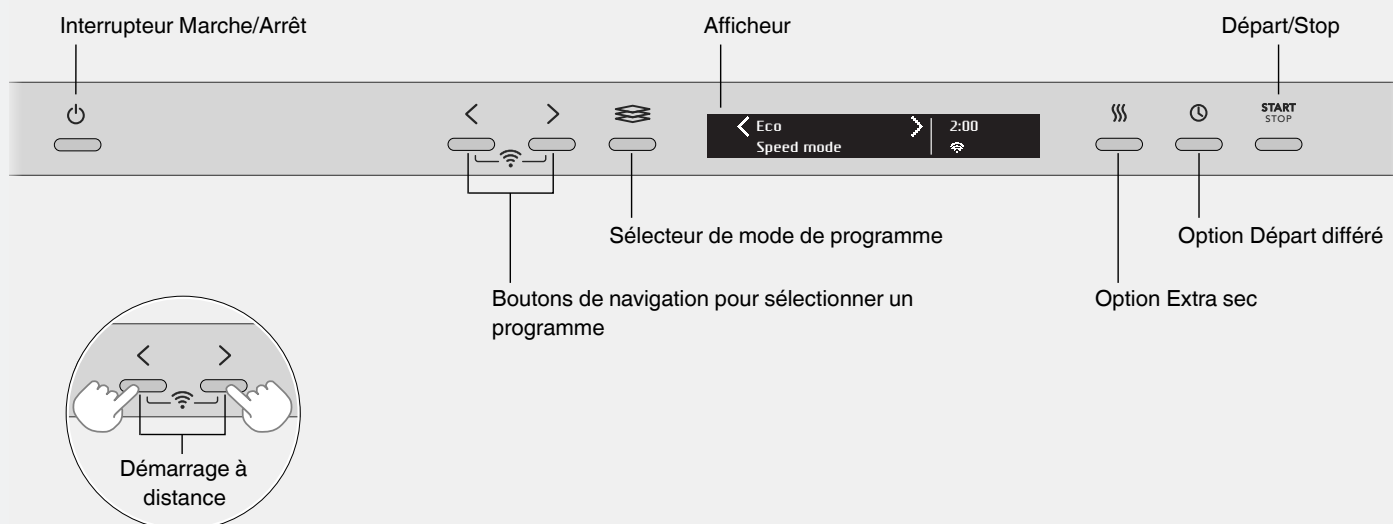 Interrupteur Marche/Arrêt
Afficheur
Départ/Stop
START
STOP
Eco
2:00
Speed mode
Sélecteur de mode de programme
Option Départ différé
Boutons de navigation pour sélectionner un
programme
Option Extra sec
Démarrage à
distance